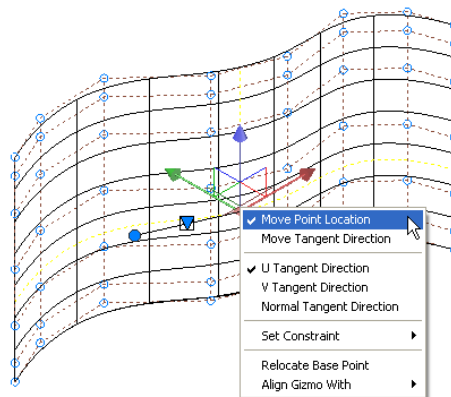 Move Point Location
Move Tangent Direction
U Tangent Direction
V Tangent Direction
Normal Tangent Direction
Set Constraint
Relocate Base Point
Align Gizmo With